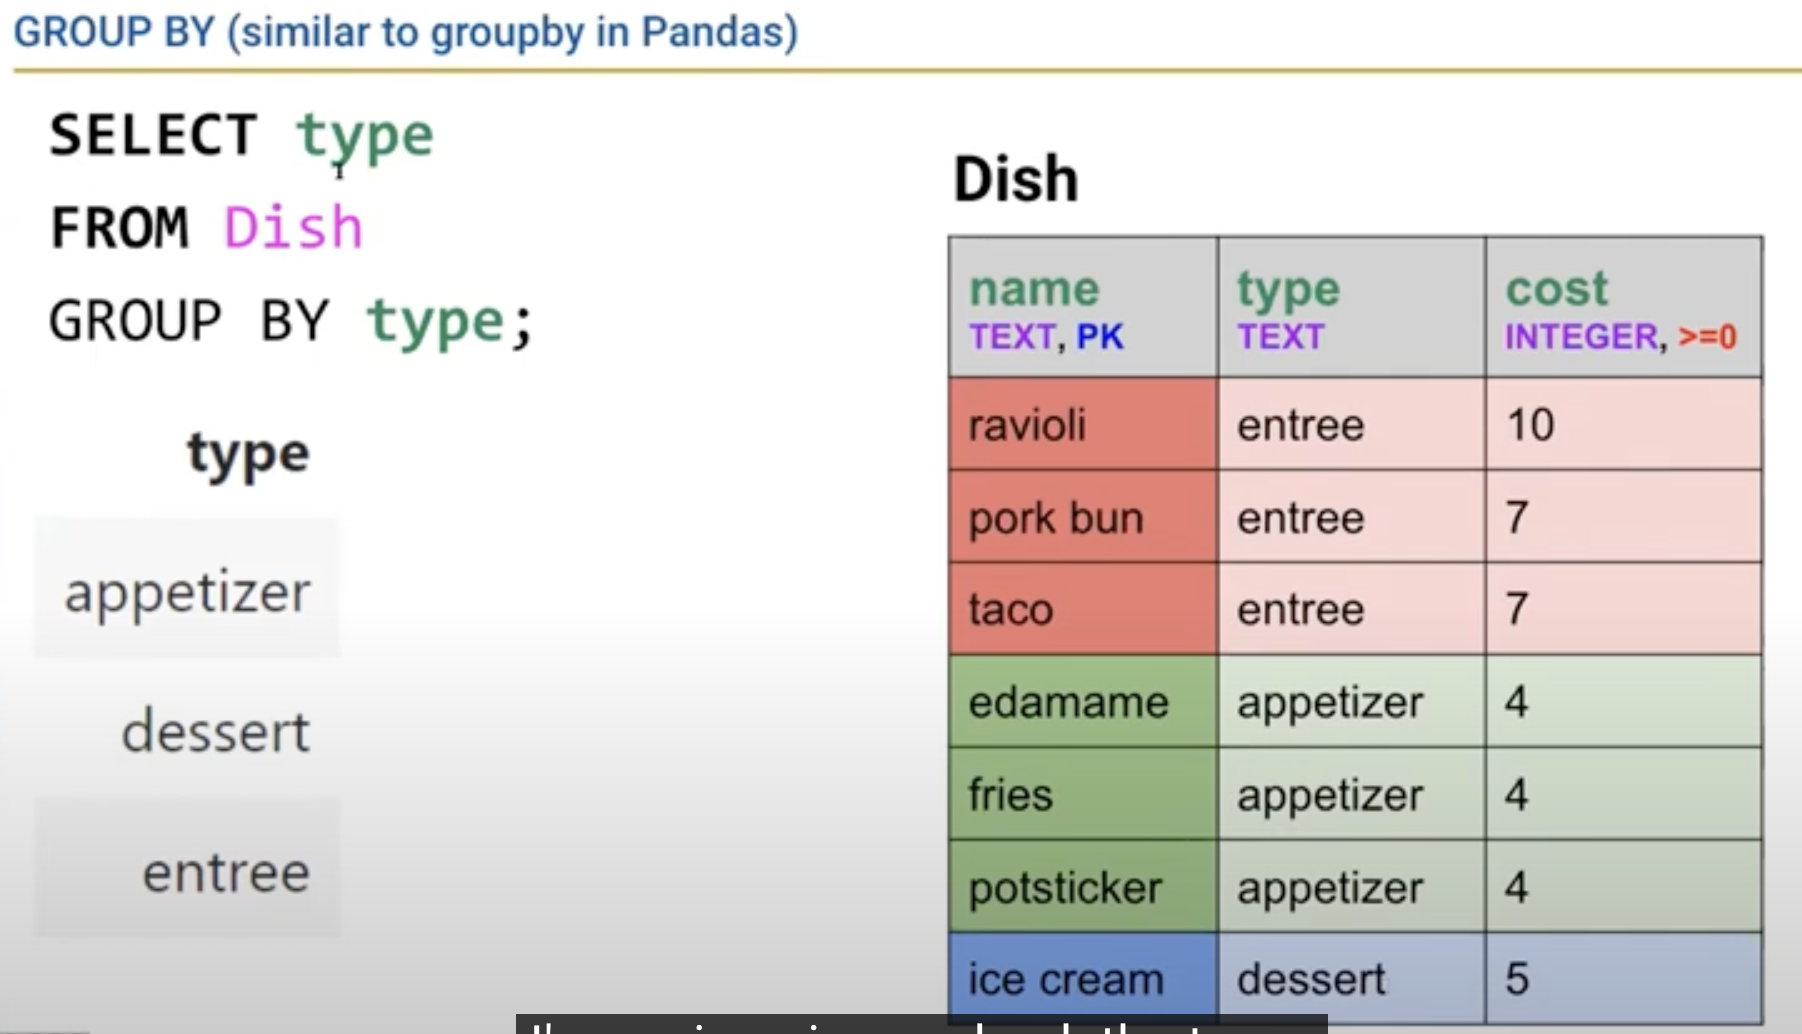 GROUP BY (similar to groupby in Pandas)
SELECT type
FROM Dish
GROUP BY type;
type
appetizer
dessert
entree
Dish
name type cost
TEXT, PK TEXT INTEGER, >=0
ravioli entree 10
pork bun entree 7
taco entree 7
edamame appetizer 4
fries appetizer 4
potsticker appetizer 4
ice cream dessert 5